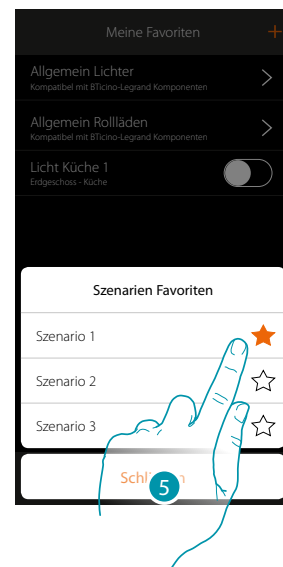 Meine Favoriten
Allgemein Lichter
Kompatibel mit BTicino-Legrand Komponenten
Allgemein Rollläden
Kompatibel mit BTicino-Legrand Komponenten
Licht Küche 1
Erdgeschoss - Küche
Szenarien Favoriten
Szenario 1
Szenario 2
Szenario 3
5